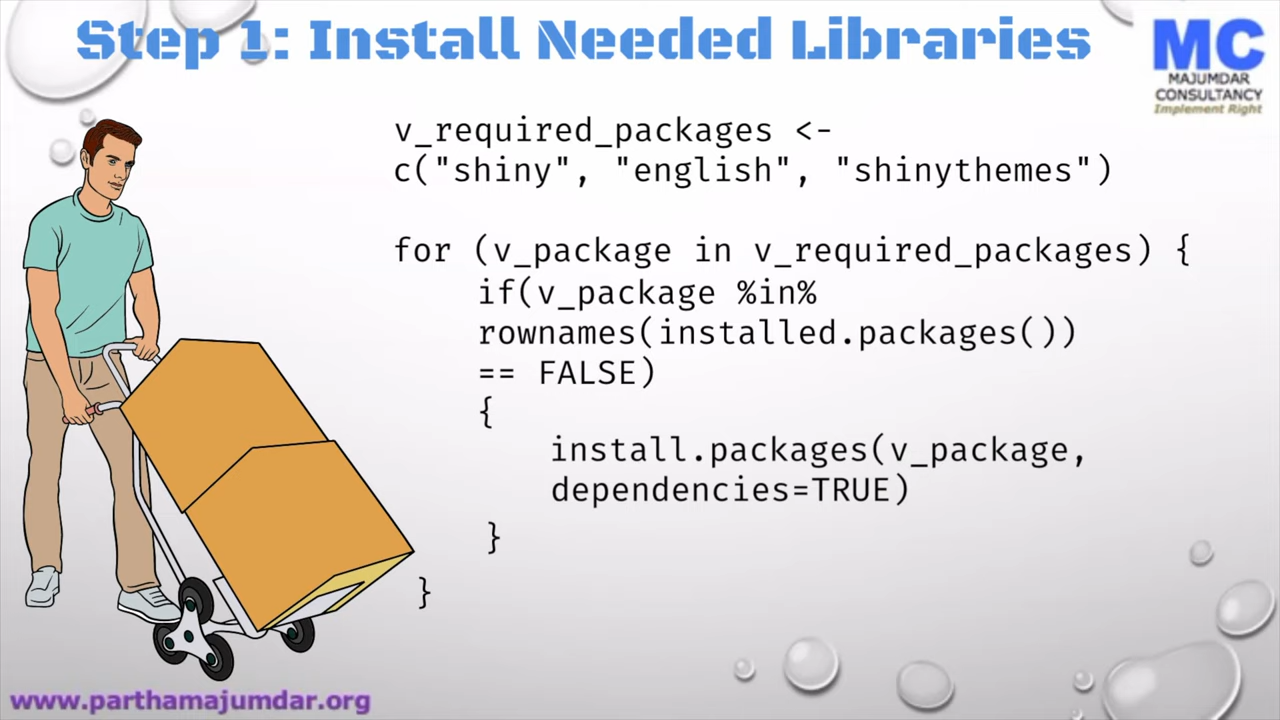 Step 1: Install Needed Libraries
MC
MAJUMDAR
CONSULTANCY
Implement Right
v_required_packages <-
c("shiny", "english", "shinythemes")
for (v_package in v_required_packages) {
if(v_package %in%
rownames(installed.packages())
== FALSE)
{
install.packages(v_package,
dependencies=TRUE)
}
}
www.parthamajumdar.org